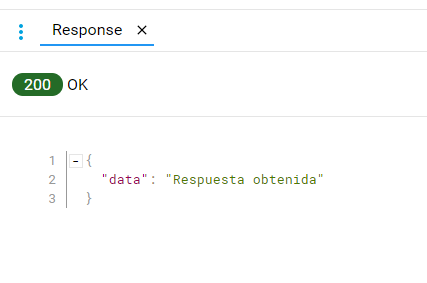 Response ×
200 OK
1 - {
2 "data": "Respuesta obtenida"
3 }